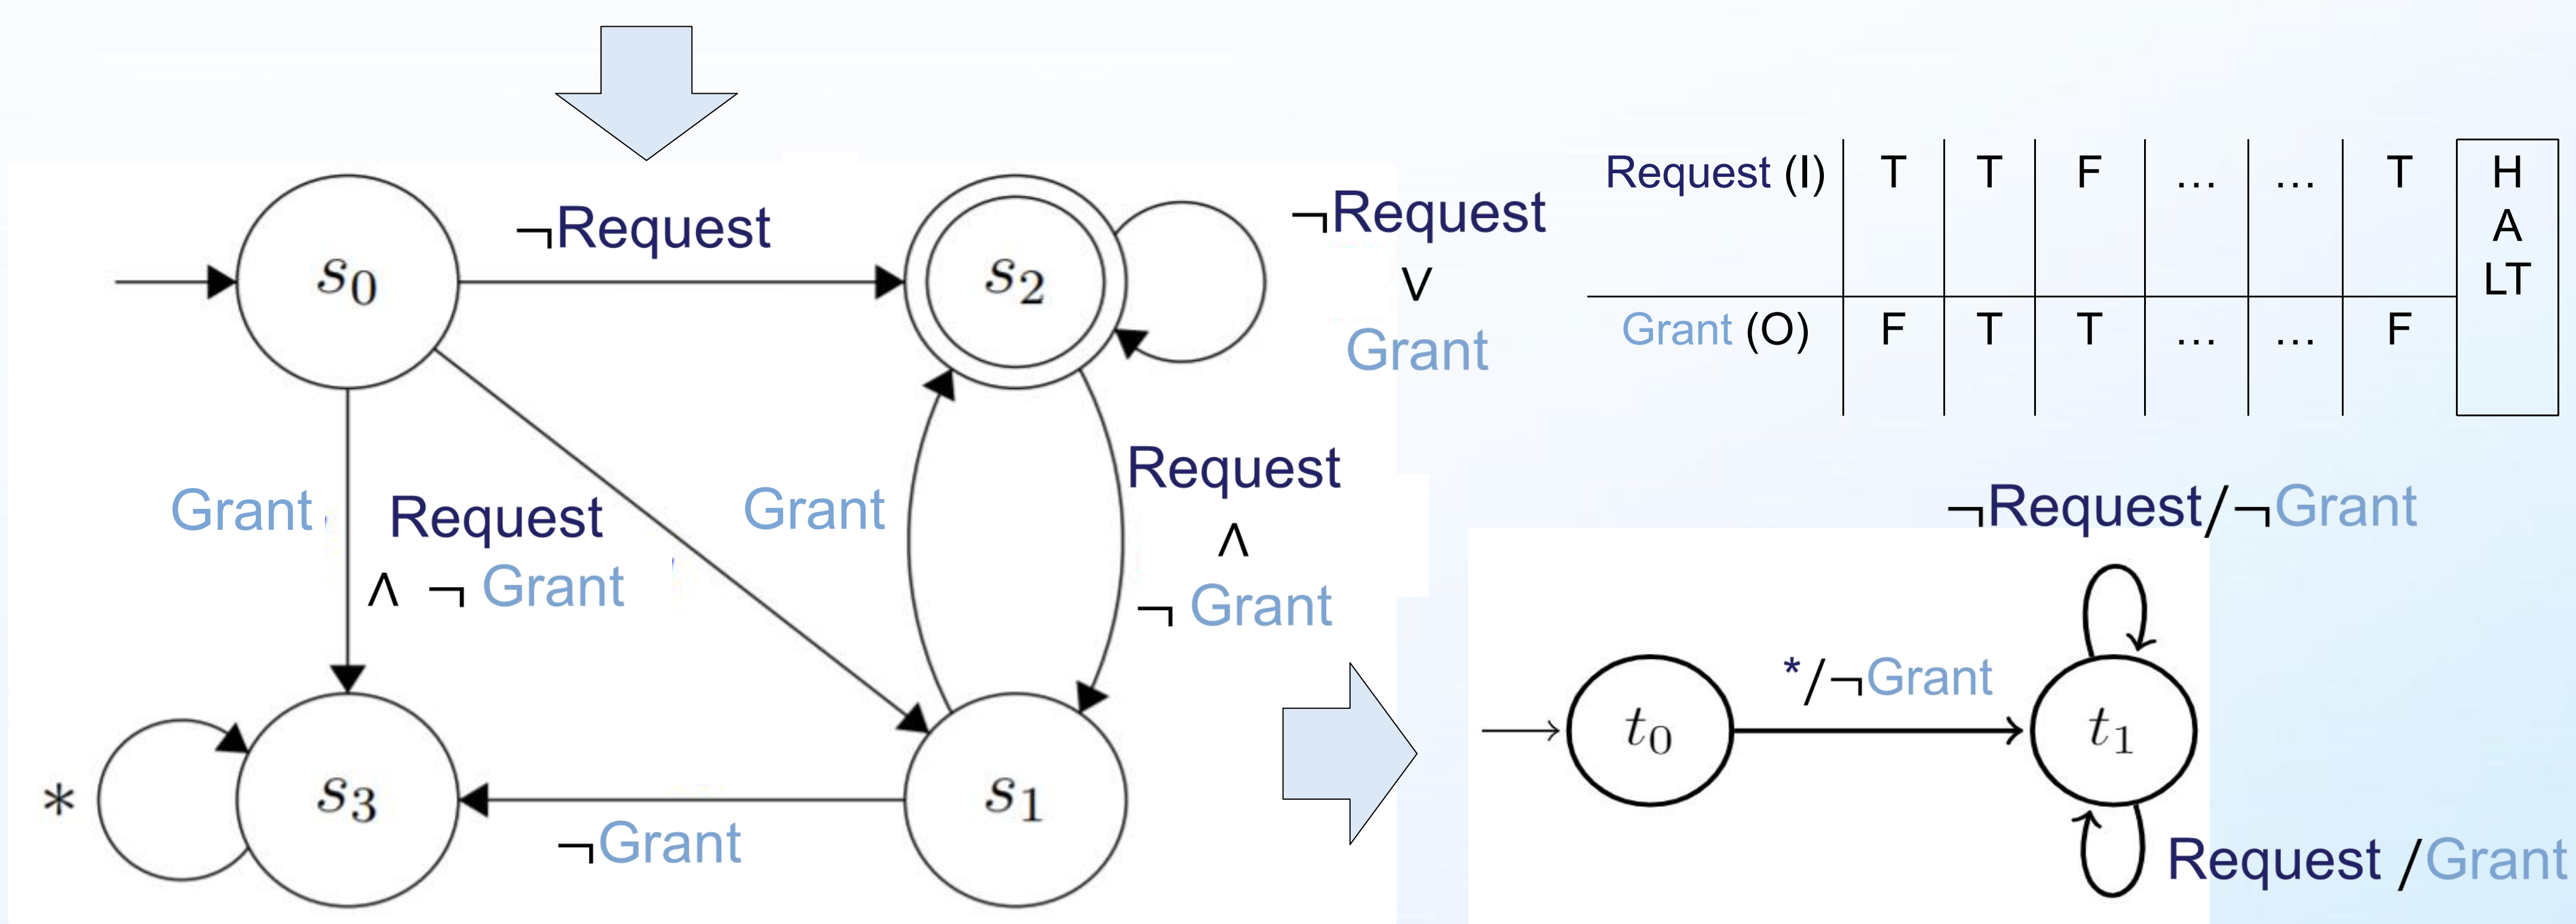 s₀
¬Request
s₂
¬Request
∨
Grant
Grant
Request
∧ ¬ Grant
Grant
Request
∧
¬ Grant
*
s₃
¬Grant
s₁
Request (I) T T F ... ... T
Grant (O) F T T ... ... F
H
A
LT
¬Request/¬Grant
t₀
*/¬Grant
t₁
Request /Grant